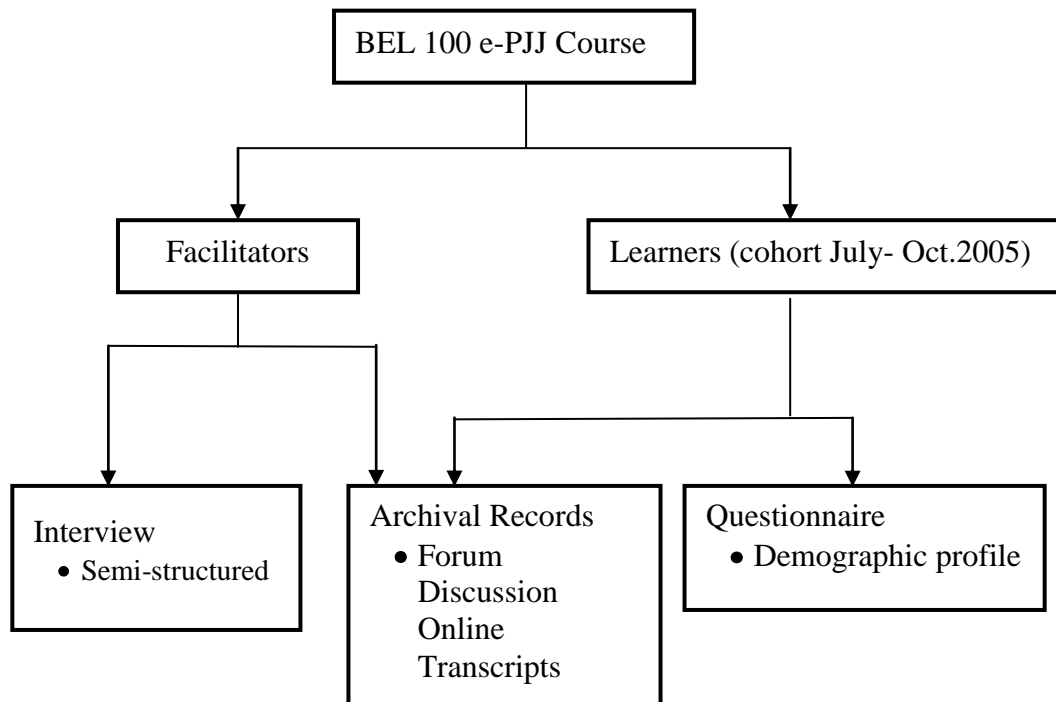 BEL 100 e-PJJ Course
Facilitators
Learners (cohort July- Oct.2005)
Interview
• Semi-structured
Archival Records
• Forum
Discussion
Online
Transcripts
Questionnaire
• Demographic profile